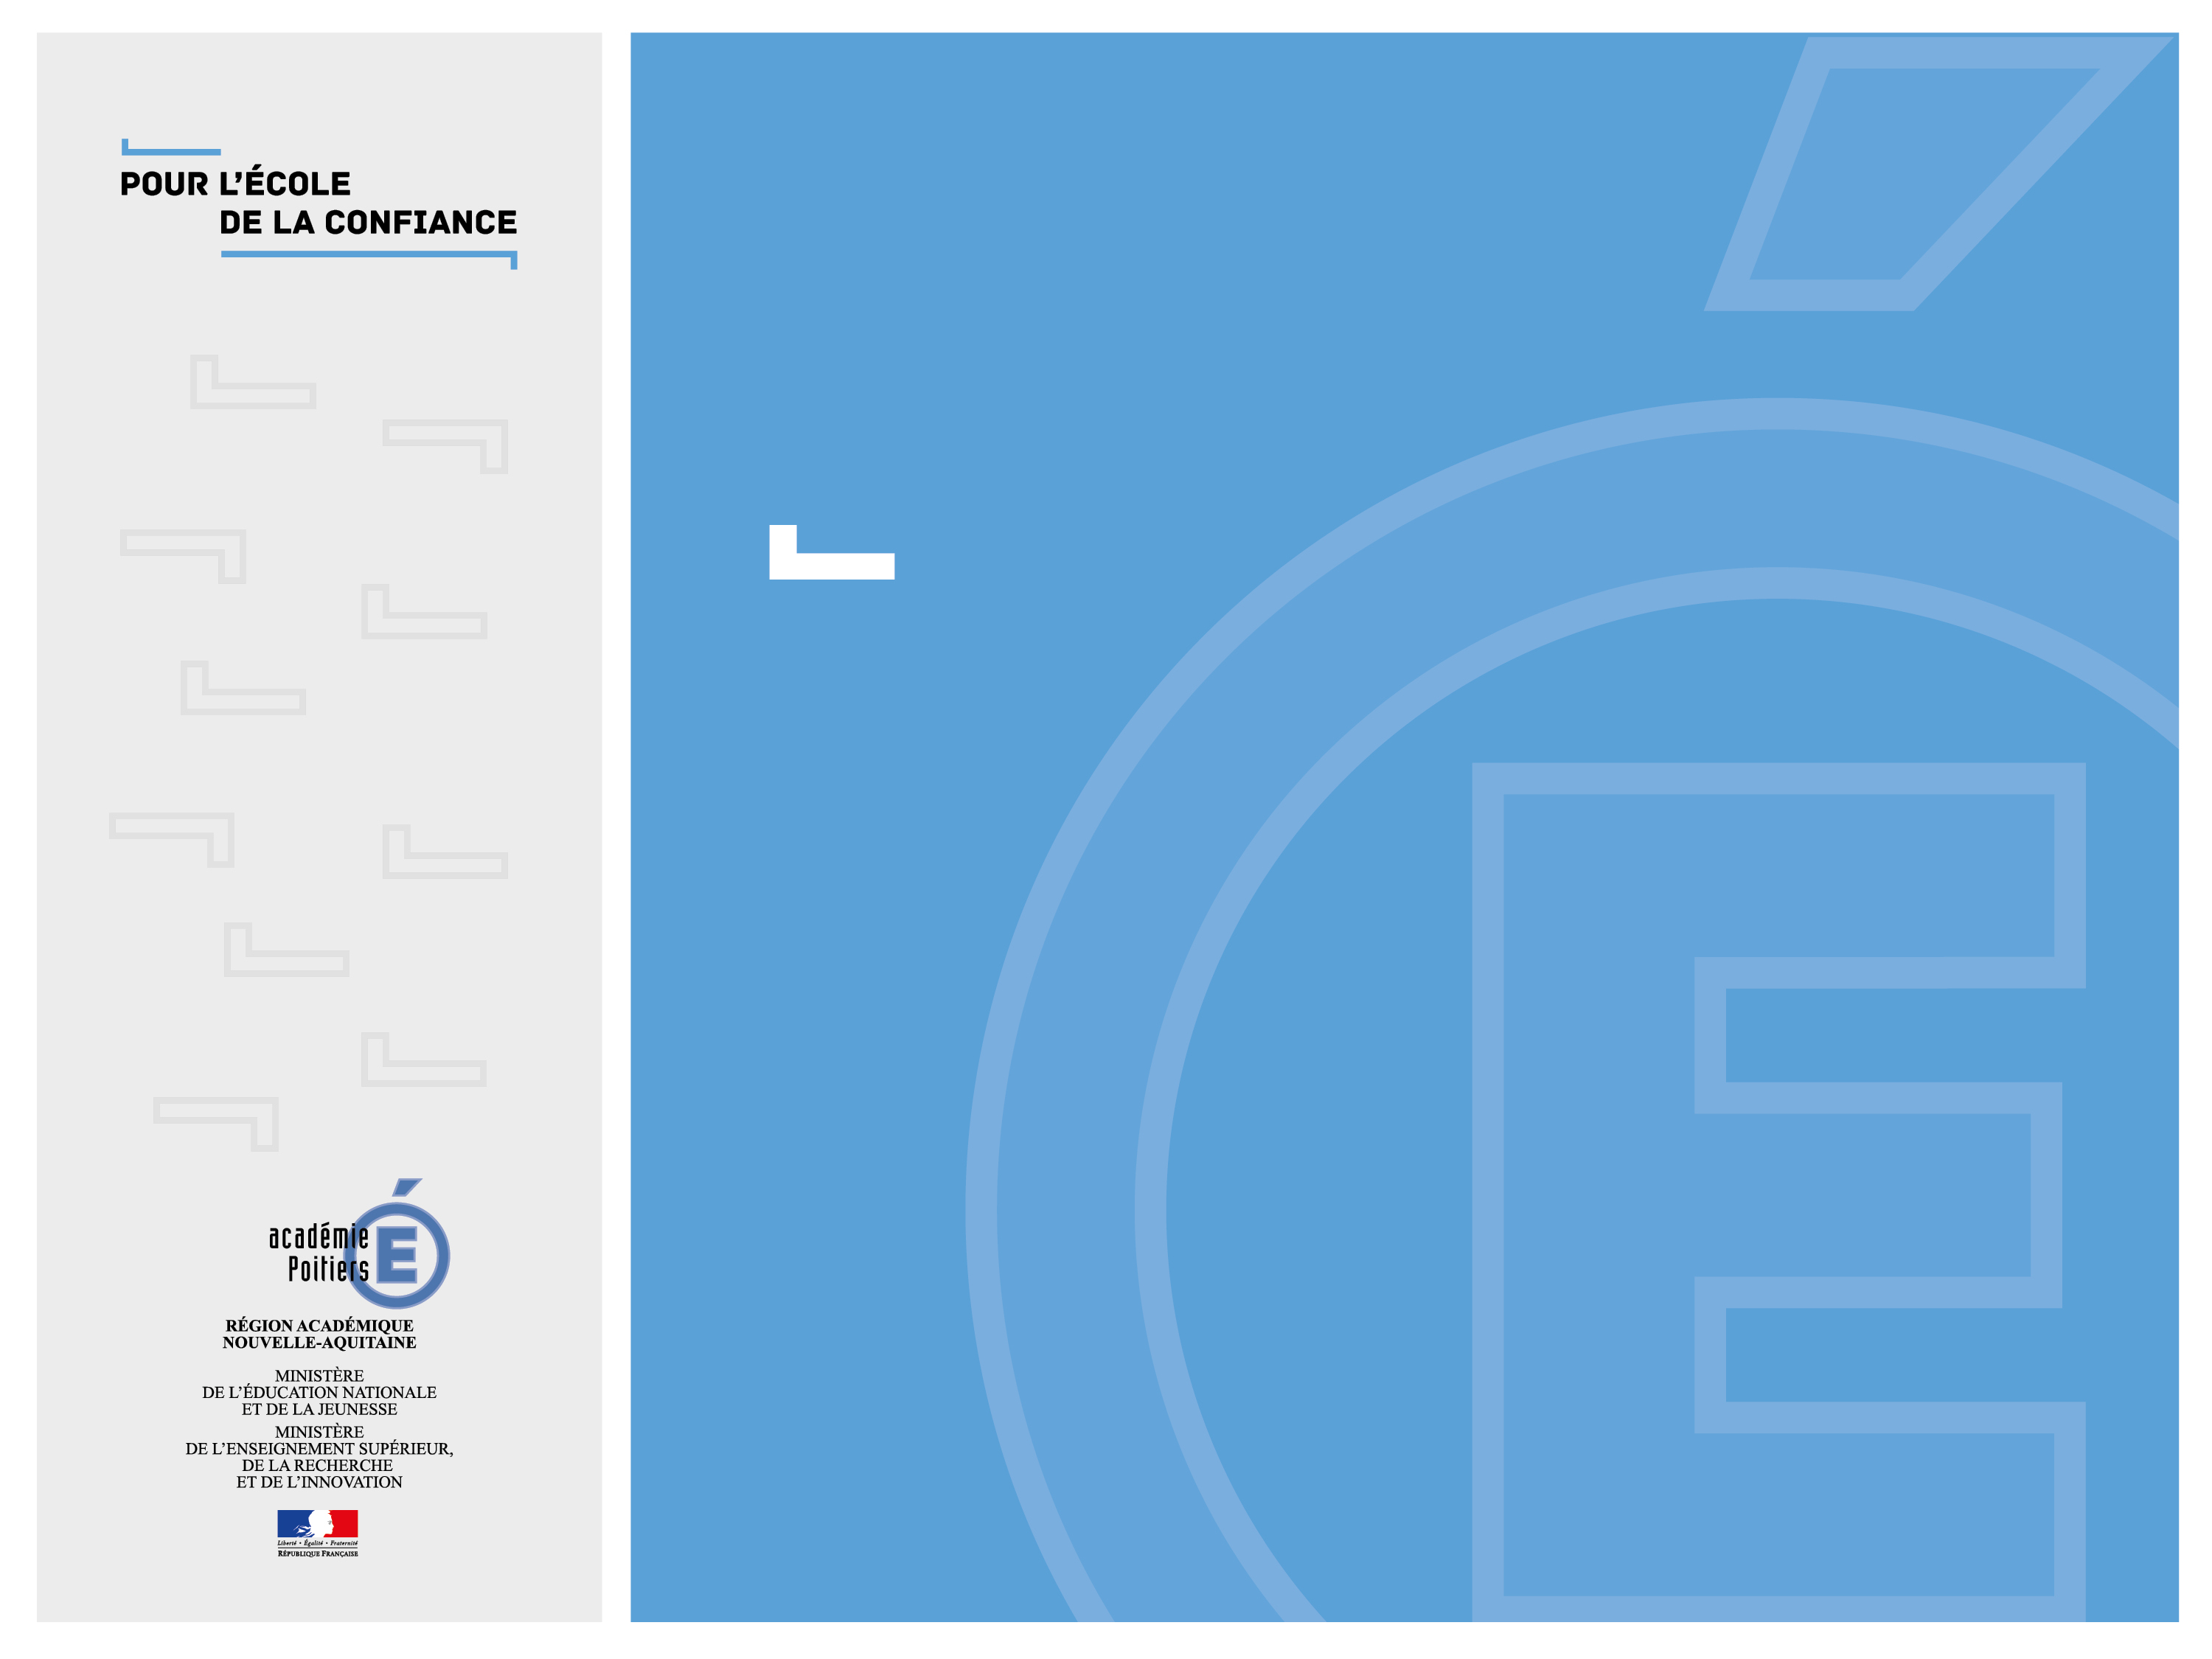 POUR L'ÉCOLE
DE LA CONFIANCE
académie
Poitiers
É
RÉGION ACADÉMIQUE
NOUVELLE-AQUITAINE
MINISTÈRE
DE L'ÉDUCATION NATIONALE
ET DE LA JEUNESSE
MINISTÈRE
DE L'ENSEIGNEMENT SUPÉRIEUR,
DE LA RECHERCHE
ET DE L'INNOVATION
Liberté • Égalité • Fraternité
RÉPUBLIQUE FRANÇAISE
É